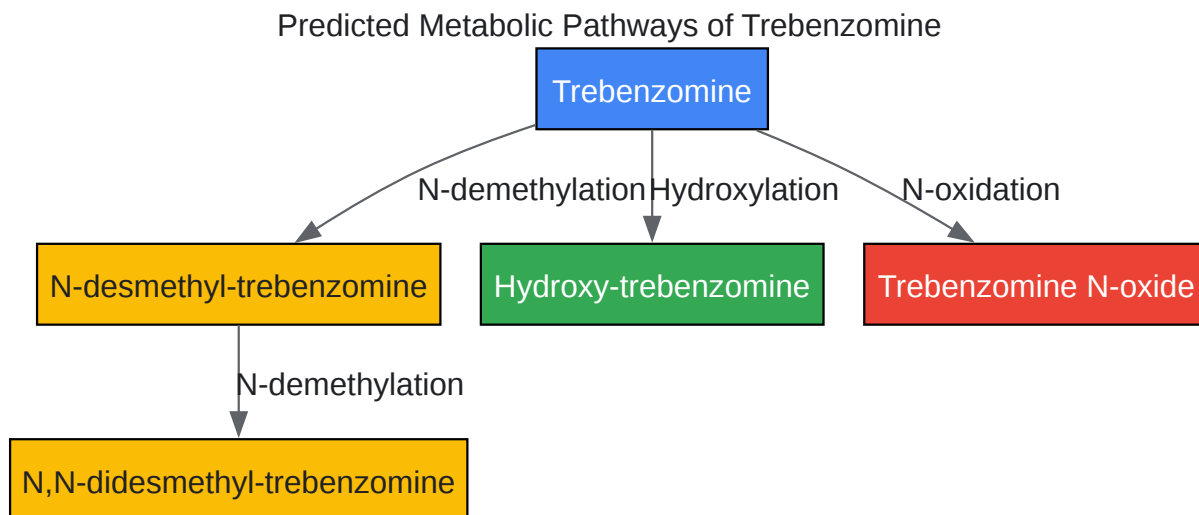 Predicted Metabolic Pathways of Trebenzomine
Trebenzomine
N-demethylation
Hydroxylation
N-oxidation
N-desmethyl-trebenzomine
Hydroxy-trebenzomine
Trebenzomine N-oxide
N-demethylation
N,N-didesmethyl-trebenzomine